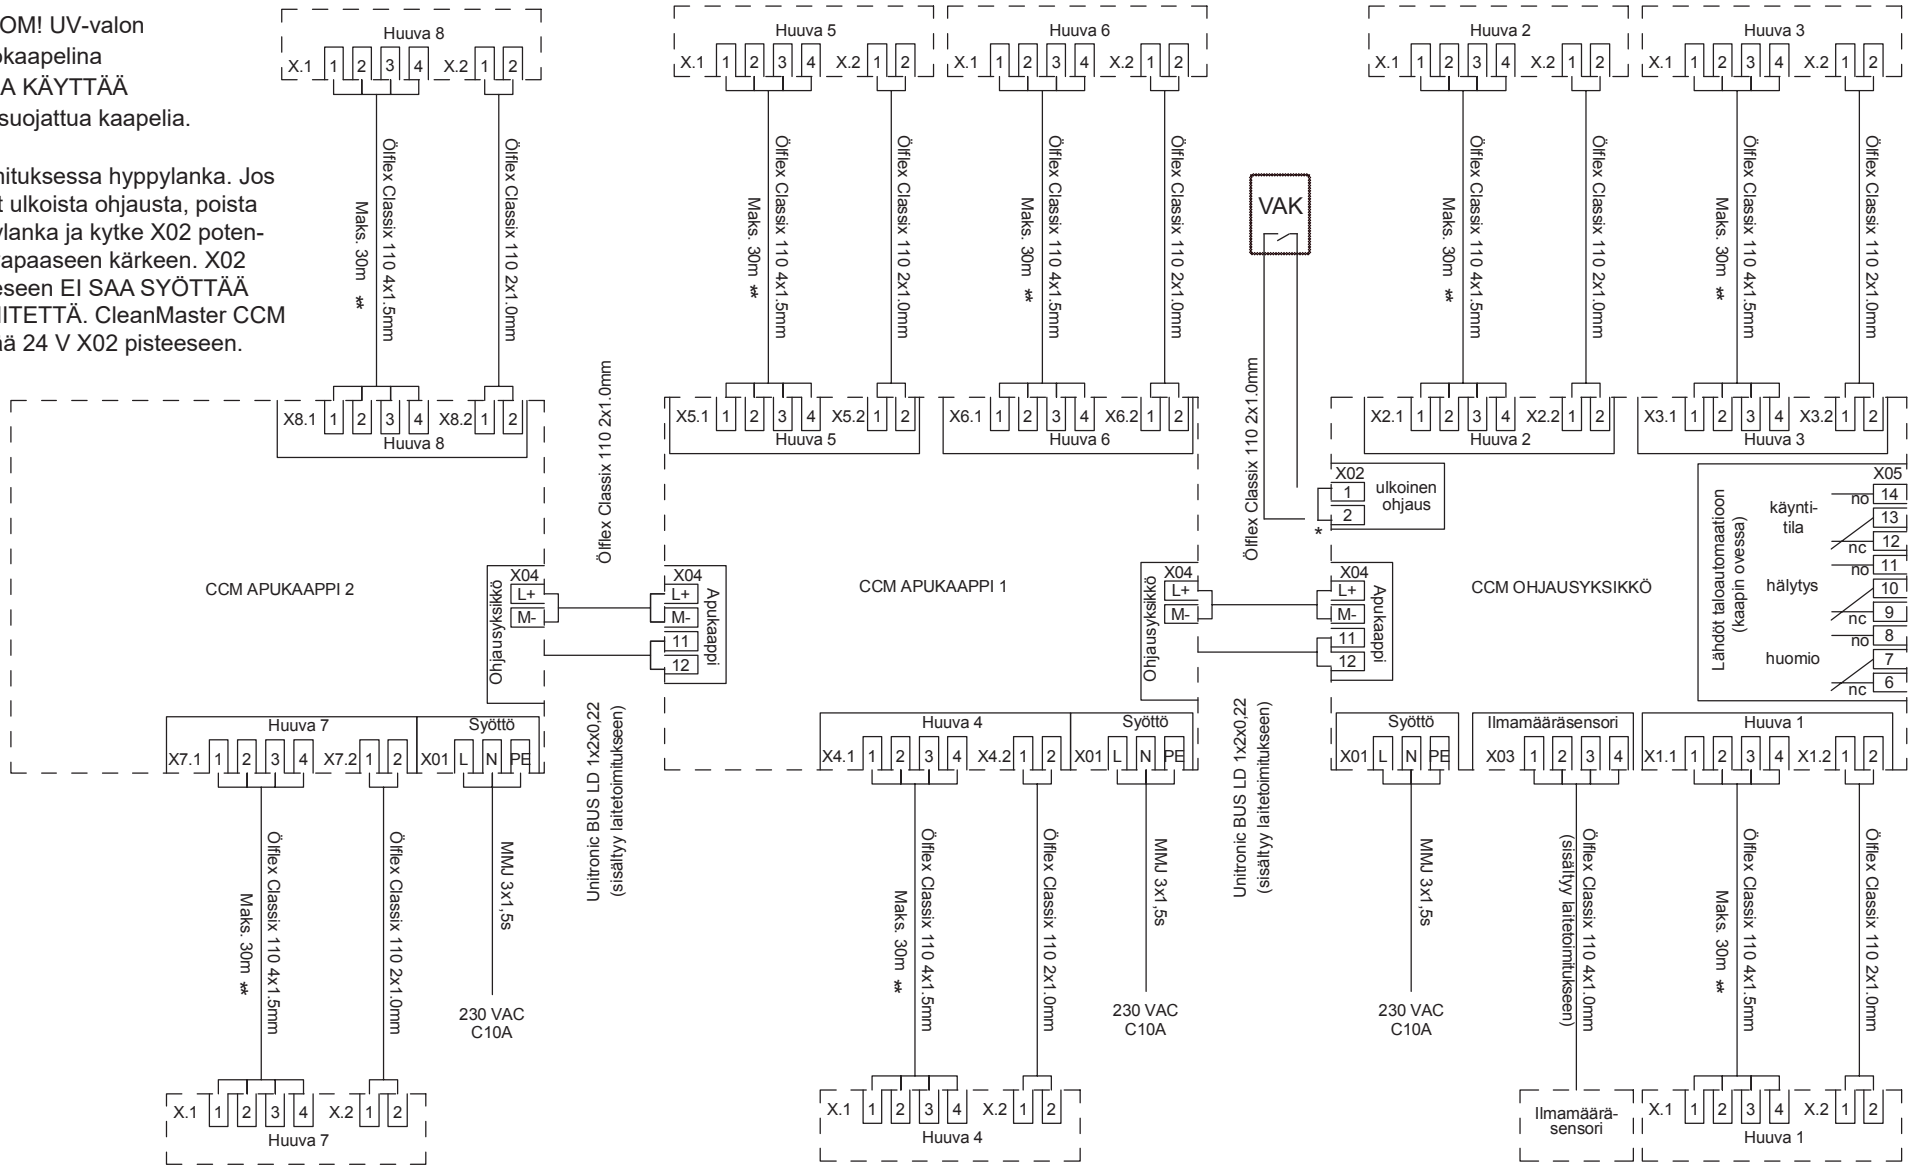 OM! UV-valon
okaapelina
A KÄYTTÄÄ
suojattua kaapelia.
mituksessa hyppylanka. Jos
t ulkoista ohjausta, poista
ylanka ja kytke X02 poten-
vapaaseen kärkeen. X02
eseen EI SAA SYÖTTÄÄ
NITETTÄ. CleanMaster CCM
ää 24 V X02 pisteeseen.
Huuva 8
X.1 1 2 3 4 X.2 1 2
Huuva 5
X.1 1 2 3 4 X.2 1 2
Huuva 6
X.1 1 2 3 4 X.2 1 2
Huuva 2
X.1 1 2 3 4 X.2 1 2
Huuva 3
X.1 1 2 3 4 X.2 1 2
Ölflex Classix 110 4x1.5mm
Maks. 30m **
Ölflex Classix 110 2x1.0mm
Ölflex Classix 110 4x1.5mm
Maks. 30m **
Ölflex Classix 110 2x1.0mm
Ölflex Classix 110 4x1.5mm
Maks. 30m **
Ölflex Classix 110 2x1.0mm
VAK
Ölflex Classix 110 4x1.5mm
Maks. 30m **
Ölflex Classix 110 2x1.0mm
Ölflex Classix 110 4x1.5mm
Maks. 30m **
Ölflex Classix 110 2x1.0mm
X8.1 1 2 3 4 X8.2 1 2
Huuva 8
Ölflex Classix 110 2x1.0mm
X5.1 1 2 3 4 X5.2 1 2
Huuva 5
X6.1 1 2 3 4 X6.2 1 2
Huuva 6
Ölflex Classix 110 2x1.0mm
X2.1 1 2 3 4 X2.2 1 2
Huuva 2
X3.1 1 2 3 4 X3.2 1 2
Huuva 3
X02
1
2
*
ulkoinen
ohjaus
Lähdöt taloautomaatioon
(kaapin ovessa)
X05
käynti-
tila
no 14
13
nc 12
hälytys
no 11
10
nc 9
huomio
no 8
7
nc 6
CCM APUKAAPPI 2
Ohjausyksikkö
X04
L+
M-
X04
L+
M-
11
12
Apukaappi
CCM APUKAAPPI 1
Ohjausyksikkö
X04
L+
M-
X04
L+
M-
11
12
Apukaappi
CCM OHJAUSYKSIKKÖ
Huuva 7
X7.1 1 2 3 4 X7.2 1 2
Syöttö
X01 L N PE
Unitronic BUS LD 1x2x0,22
(sisältyy laitetoimitukseen)
Huuva 4
X4.1 1 2 3 4 X4.2 1 2
Syöttö
X01 L N PE
Unitronic BUS LD 1x2x0,22
(sisältyy laitetoimitukseen)
Syöttö
X01 L N PE
Ilmamääräsensori
X03 1 2 3 4
Huuva 1
X1.1 1 2 3 4 X1.2 1 2
Ölflex Classix 110 4x1.5mm
Maks. 30m **
Ölflex Classix 110 2x1.0mm
MMJ 3x1,5s
230 VAC
C10A
Ölflex Classix 110 4x1.5mm
Maks. 30m **
Ölflex Classix 110 2x1.0mm
MMJ 3x1,5s
230 VAC
C10A
MMJ 3x1,5s
230 VAC
C10A
Ölflex Classix 110 4x1.0mm
(sisältyy laitetoimitukseen)
Ölflex Classix 110 4x1.5mm
Maks. 30m **
Ölflex Classix 110 2x1.0mm
X.1 1 2 3 4 X.2 1 2
Huuva 7
X.1 1 2 3 4 X.2 1 2
Huuva 4
Ilmamäärä-
sensori
X.1 1 2 3 4 X.2 1 2
Huuva 1